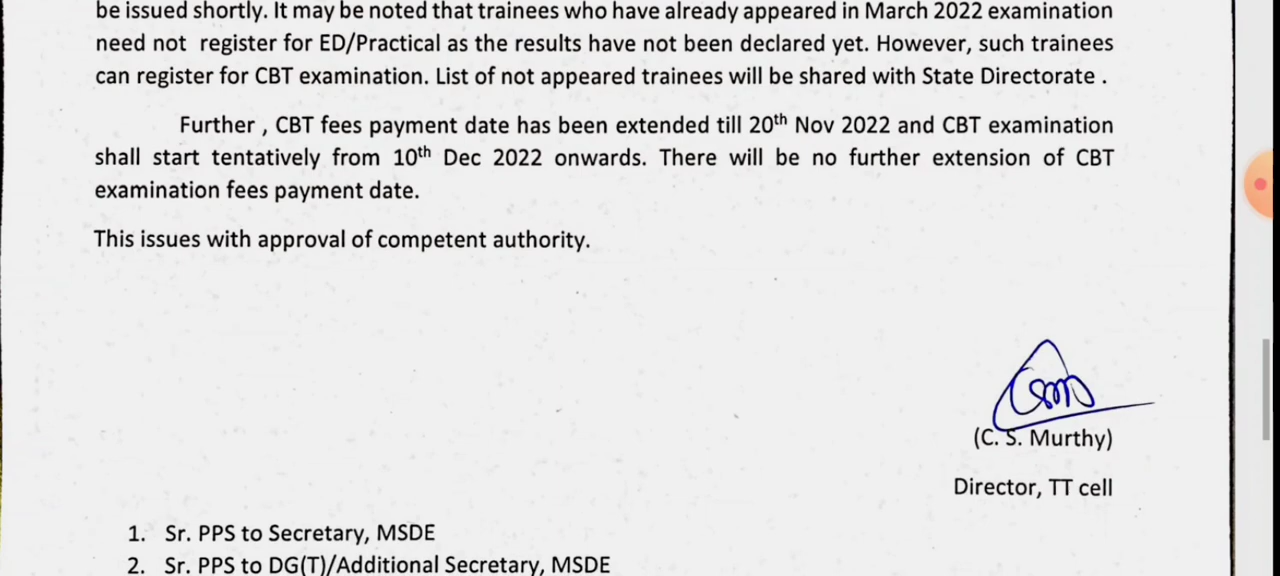 be issued shortly. It may be noted that trainees who have already appeared in March 2022 examination
need not register for ED/Practical as the results have not been declared yet. However, such trainees
can register for CBT examination. List of not appeared trainees will be shared with State Directorate .
Further , CBT fees payment date has been extended till 20th Nov 2022 and CBT examination
shall start tentatively from 10th Dec 2022 onwards. There will be no further extension of CBT
examination fees payment date.
This issues with approval of competent authority.
(C. S. Murthy)
Director, TT cell
1. Sr. PPS to Secretary, MSDE
2. Sr. PPS to DG(T)/Additional Secretary, MSDE